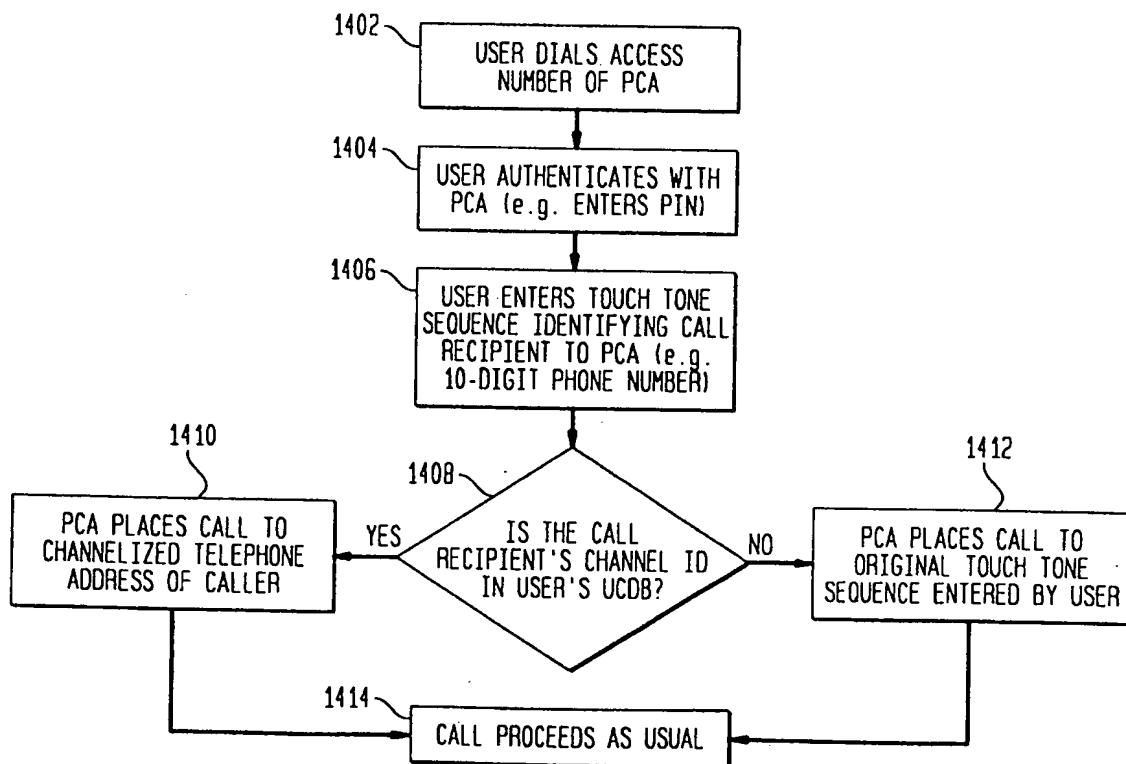 1402
USER DIALS ACCESS
NUMBER OF PCA
1404
USER AUTHENTICATES WITH
PCA (e.g. ENTERS PIN)
1406
USER ENTERS TOUCH TONE
SEQUENCE IDENTIFYING CALL
RECIPIENT TO PCA (e.g.
10-DIGIT PHONE NUMBER)
1408
IS THE CALL
RECIPIENT'S CHANNEL ID
IN USER'S UCDB?
YES
NO
1410
PCA PLACES CALL TO
CHANNELIZED TELEPHONE
ADDRESS OF CALLER
1412
PCA PLACES CALL TO
ORIGINAL TOUCH TONE
SEQUENCE ENTERED BY USER
1414
CALL PROCEEDS AS USUAL